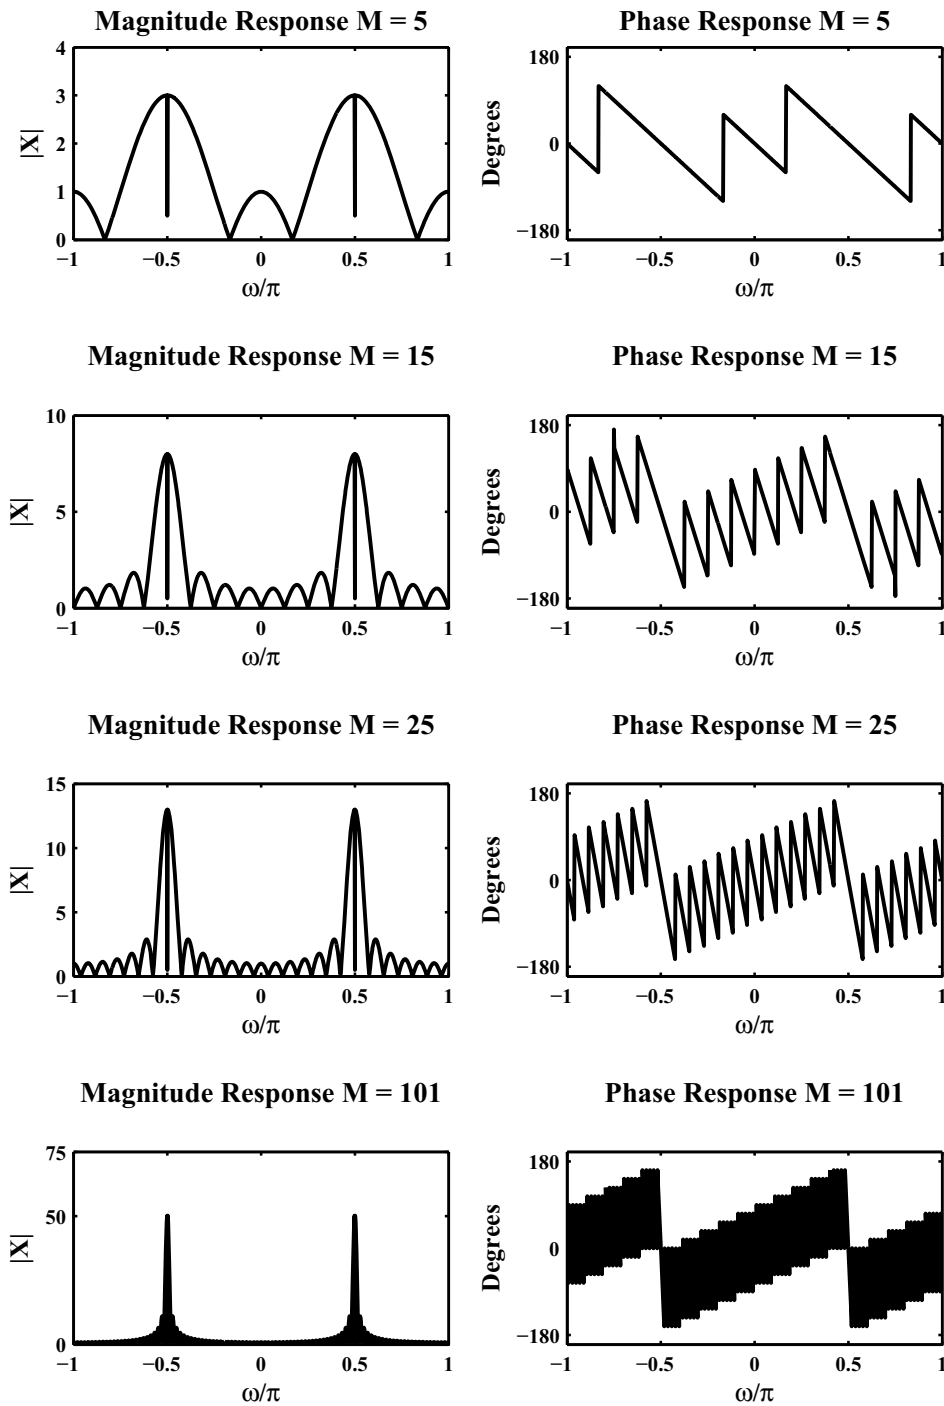 Magnitude Response M = 5
4
3
2
1
0
|X|
−1 −0.5 0 0.5 1
ω/π
Phase Response M = 5
180
0
−180
Degrees
−1 −0.5 0 0.5 1
ω/π
Magnitude Response M = 15
10
5
0
|X|
−1 −0.5 0 0.5 1
ω/π
Phase Response M = 15
180
0
−180
Degrees
−1 −0.5 0 0.5 1
ω/π
Magnitude Response M = 25
15
10
5
0
|X|
−1 −0.5 0 0.5 1
ω/π
Phase Response M = 25
180
0
−180
Degrees
−1 −0.5 0 0.5 1
ω/π
Magnitude Response M = 101
75
50
25
0
|X|
−1 −0.5 0 0.5 1
ω/π
Phase Response M = 101
180
0
−180
Degrees
−1 −0.5 0 0.5 1
ω/π